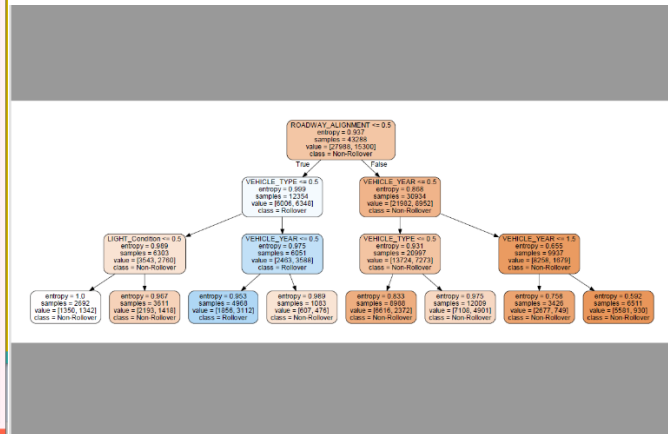 ROADWAY_ALIGNMENT <= 0.5
entropy = 0.937
samples = 43288
value = [27988, 15300]
class = Non-Rollover
True
False
VEHICLE_TYPE <= 0.5
entropy = 0.999
samples = 12354
value = [6006, 6348]
class = Rollover
VEHICLE_YEAR <= 0.5
entropy = 0.868
samples = 30934
value = [21982, 8952]
class = Non-Rollover
LIGHT_Condition <= 0.5
entropy = 0.989
samples = 6303
value = [3543, 2760]
class = Non-Rollover
VEHICLE_YEAR <= 0.5
entropy = 0.975
samples = 6051
value = [2463, 3588]
class = Rollover
VEHICLE_TYPE <= 0.5
entropy = 0.931
samples = 20997
value = [13724, 7273]
class = Non-Rollover
VEHICLE_YEAR <= 1.5
entropy = 0.655
samples = 9937
value = [8258, 1679]
class = Non-Rollover
entropy = 1.0
samples = 2692
value = [1350, 1342]
class = Non-Rollover
entropy = 0.967
samples = 3611
value = [2193, 1418]
class = Non-Rollover
entropy = 0.953
samples = 4968
value = [1856, 3112]
class = Rollover
entropy = 0.989
samples = 1083
value = [607, 476]
class = Non-Rollover
entropy = 0.833
samples = 8988
value = [6616, 2372]
class = Non-Rollover
entropy = 0.975
samples = 12009
value = [7108, 4901]
class = Non-Rollover
entropy = 0.758
samples = 3426
value = [2677, 749]
class = Non-Rollover
entropy = 0.592
samples = 6511
value = [5581, 930]
class = Non-Rollover